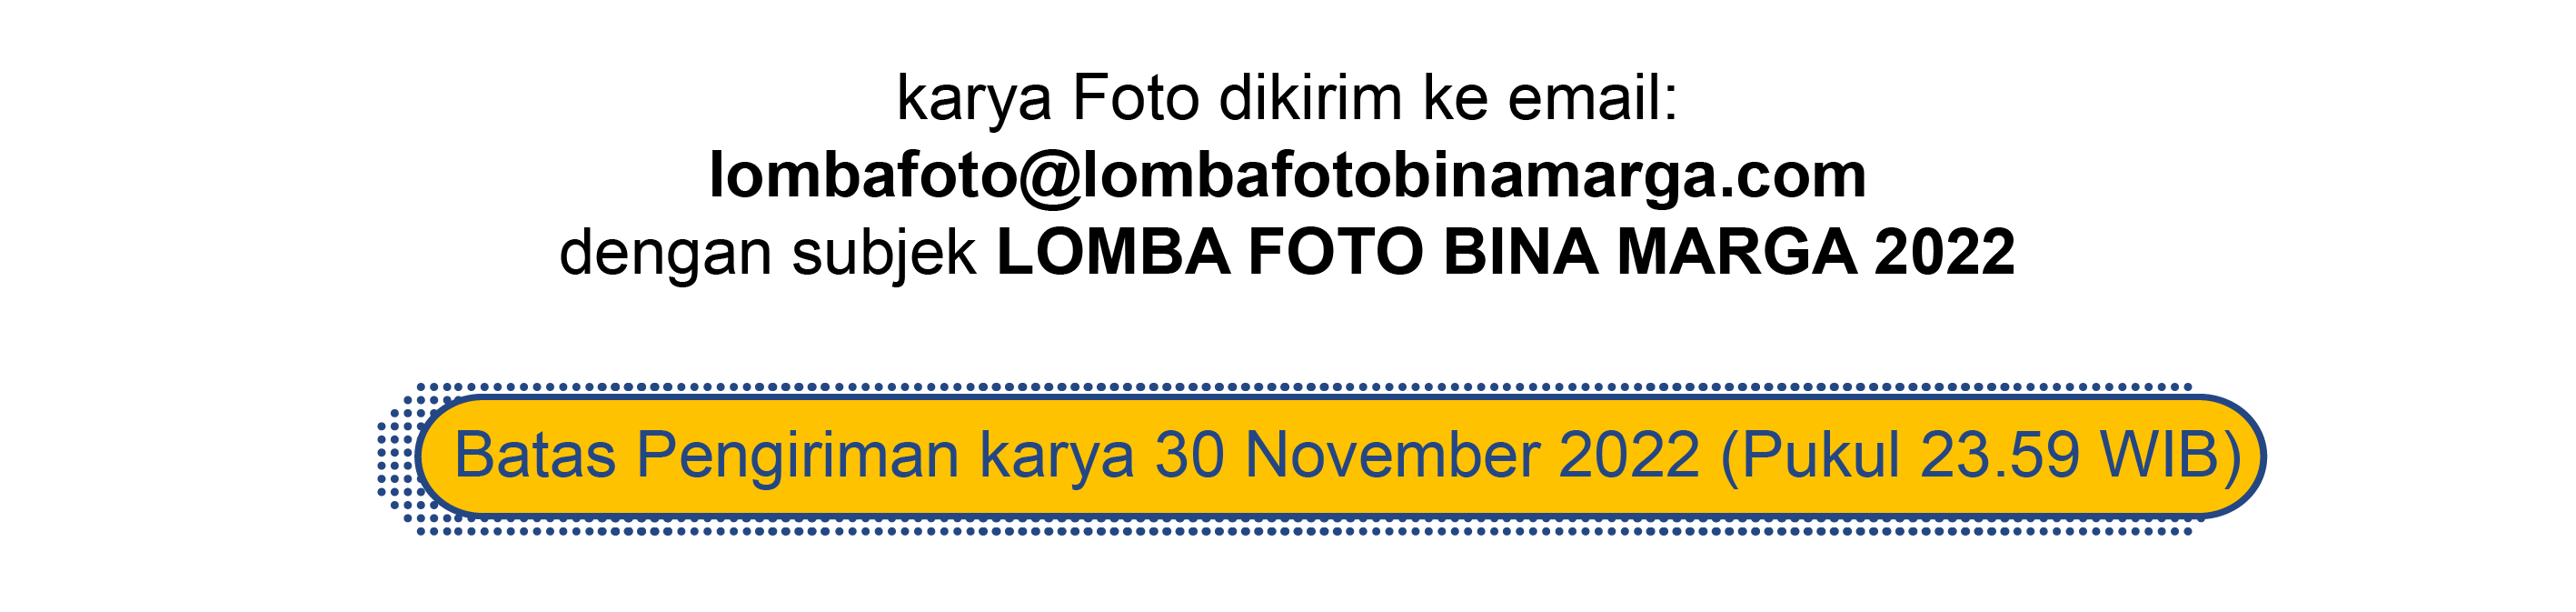 karya Foto dikirim ke email:
lombafoto@lombafotobinamarga.com
dengan subjek LOMBA FOTO BINA MARGA 2022
Batas Pengiriman karya 30 November 2022 (Pukul 23.59 WIB)